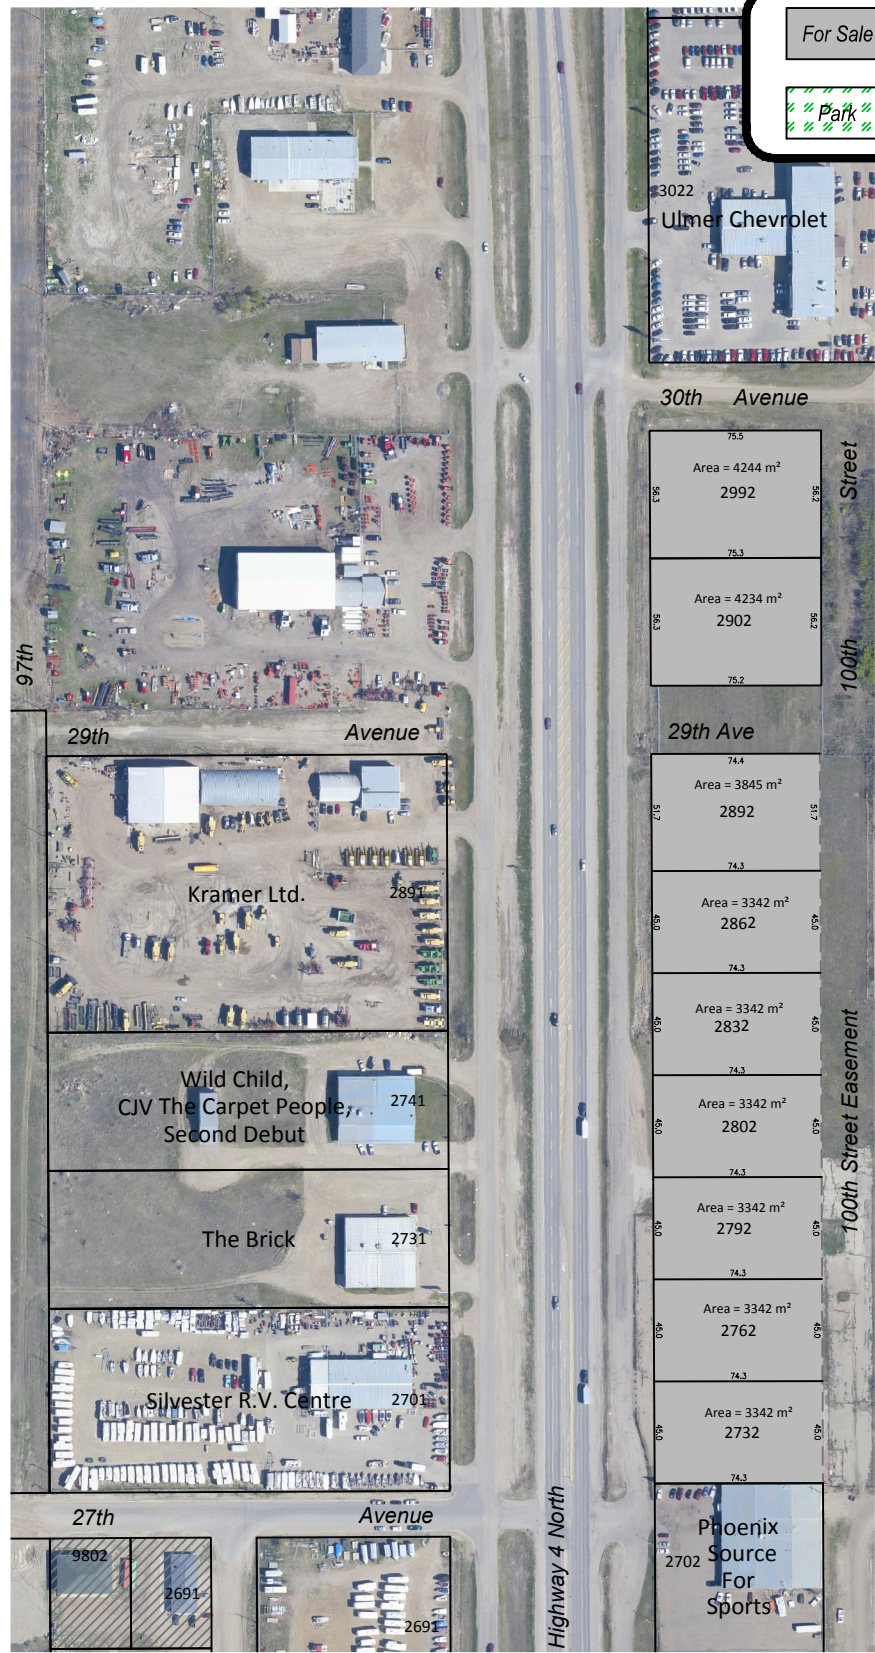 For Sale
Park
3022
Ulmer Chevrolet
30th Avenue
75.5
Area = 4244 m²
2992
56.3
56.2
75.3
Area = 4234 m²
2902
56.3
56.2
75.2
100th Street
97th
29th Avenue
29th Ave
74.4
Area = 3845 m²
2892
51.7
51.7
74.3
Kramer Ltd.
2891
Area = 3342 m²
2862
45.0
45.0
74.3
Area = 3342 m²
2832
45.0
45.0
74.3
Wild Child,
CJV The Carpet People,
Second Debut
2741
Area = 3342 m²
2802
45.0
45.0
74.3
100th Street Easement
The Brick
2731
Area = 3342 m²
2792
45.0
45.0
74.3
Area = 3342 m²
2762
45.0
45.0
74.3
Silvester R.V. Centre
2701
Area = 3342 m²
2732
45.0
45.0
74.3
27th Avenue
Highway 4 North
9802
2691
2691
2702
Phoenix
Source
For
Sports